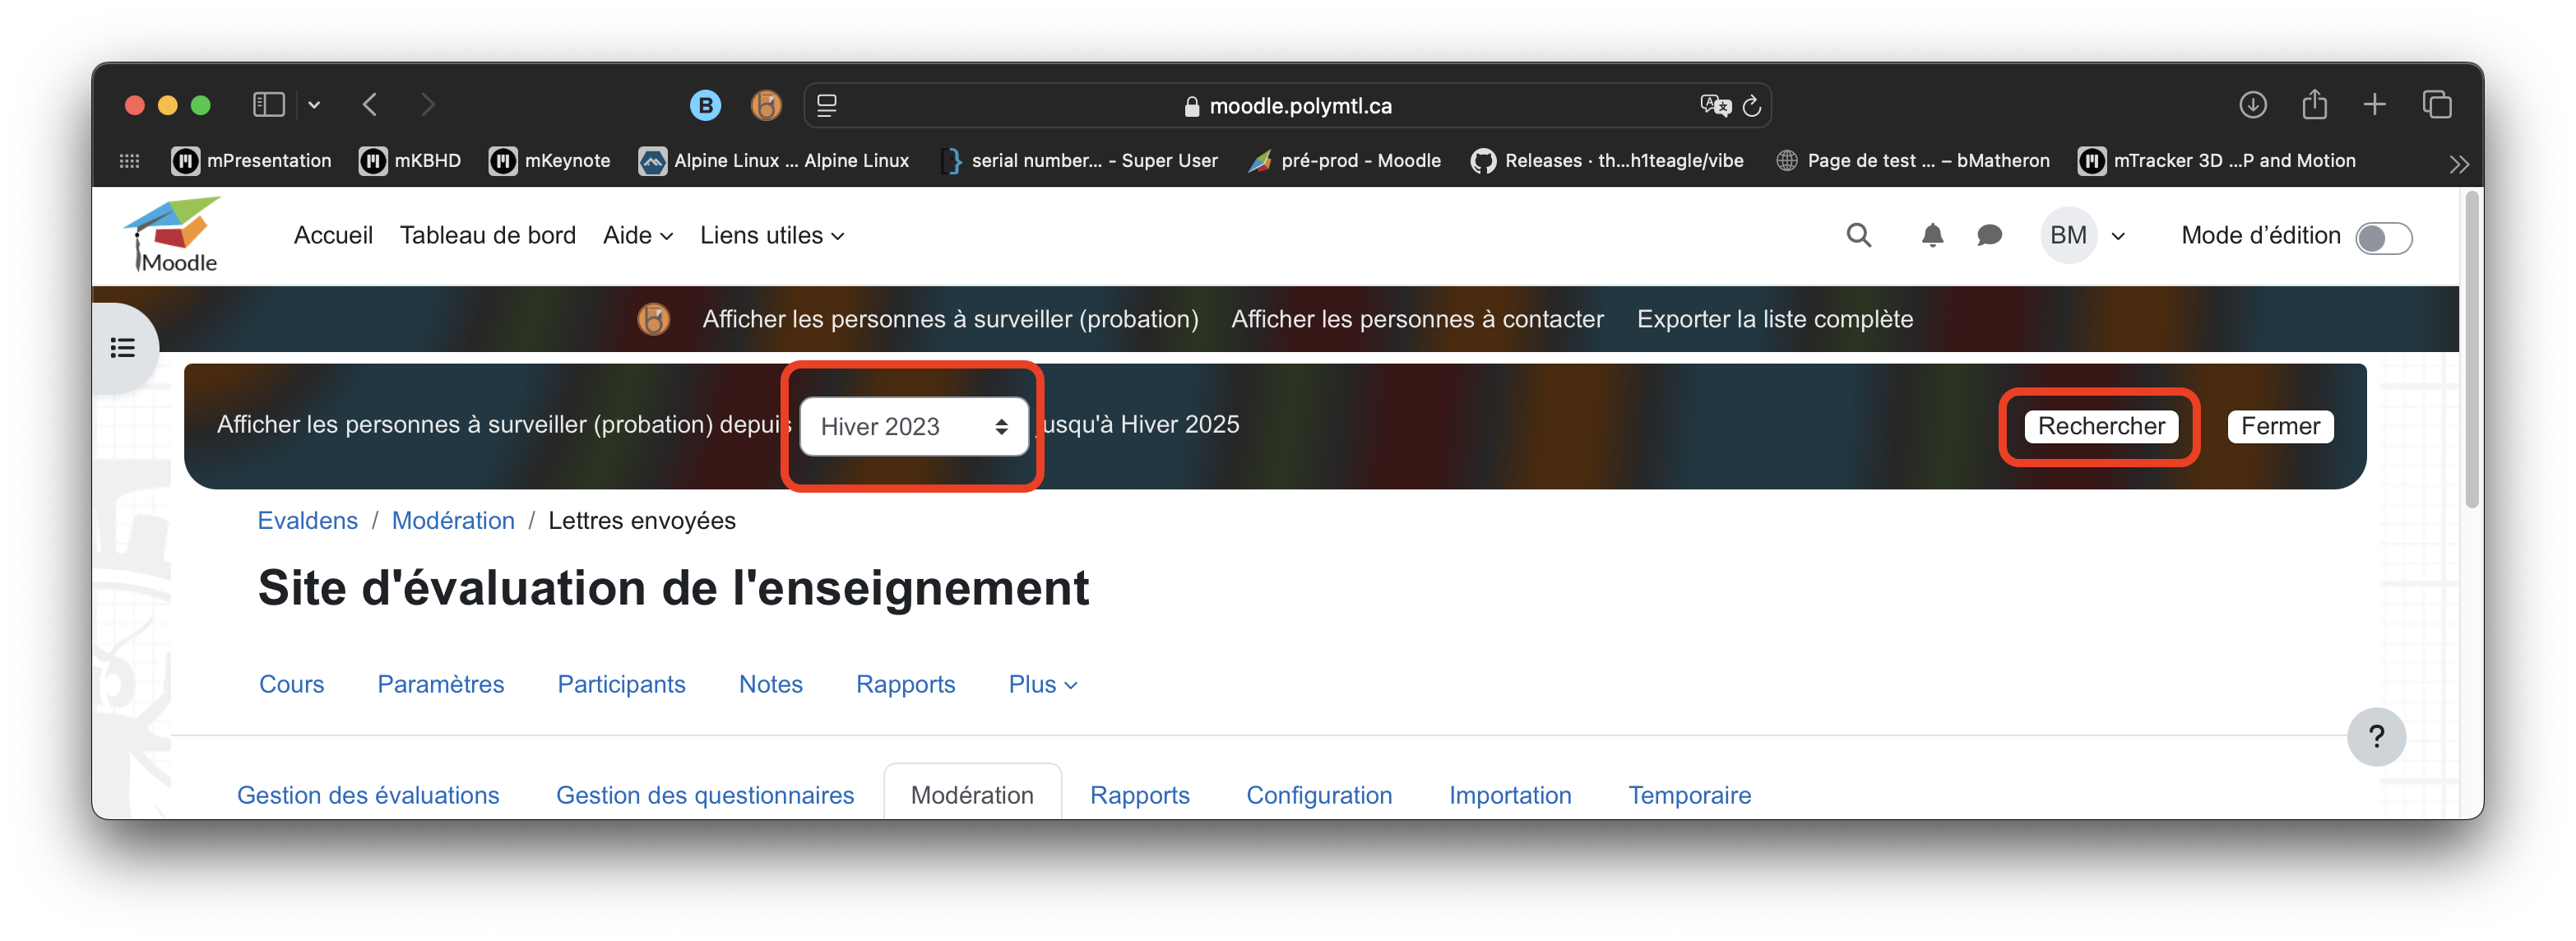 B
moodle.polymtl.ca
mPresentation mKBHD mKeynote Alpine Linux ... Alpine Linux serial number... - Super User pré-prod - Moodle Releases · th...h1teagle/vibe Page de test ... – bMatheron mTracker 3D ...P and Motion
Moodle Accueil Tableau de bord Aide Liens utiles BM Mode d’édition
Afficher les personnes à surveiller (probation) Afficher les personnes à contacter Exporter la liste complète
Afficher les personnes à surveiller (probation) depuis Hiver 2023 jusqu'à Hiver 2025 Rechercher Fermer
Evaldens / Modération / Lettres envoyées
Site d'évaluation de l'enseignement
Cours Paramètres Participants Notes Rapports Plus
?
Gestion des évaluations Gestion des questionnaires Modération Rapports Configuration Importation Temporaire